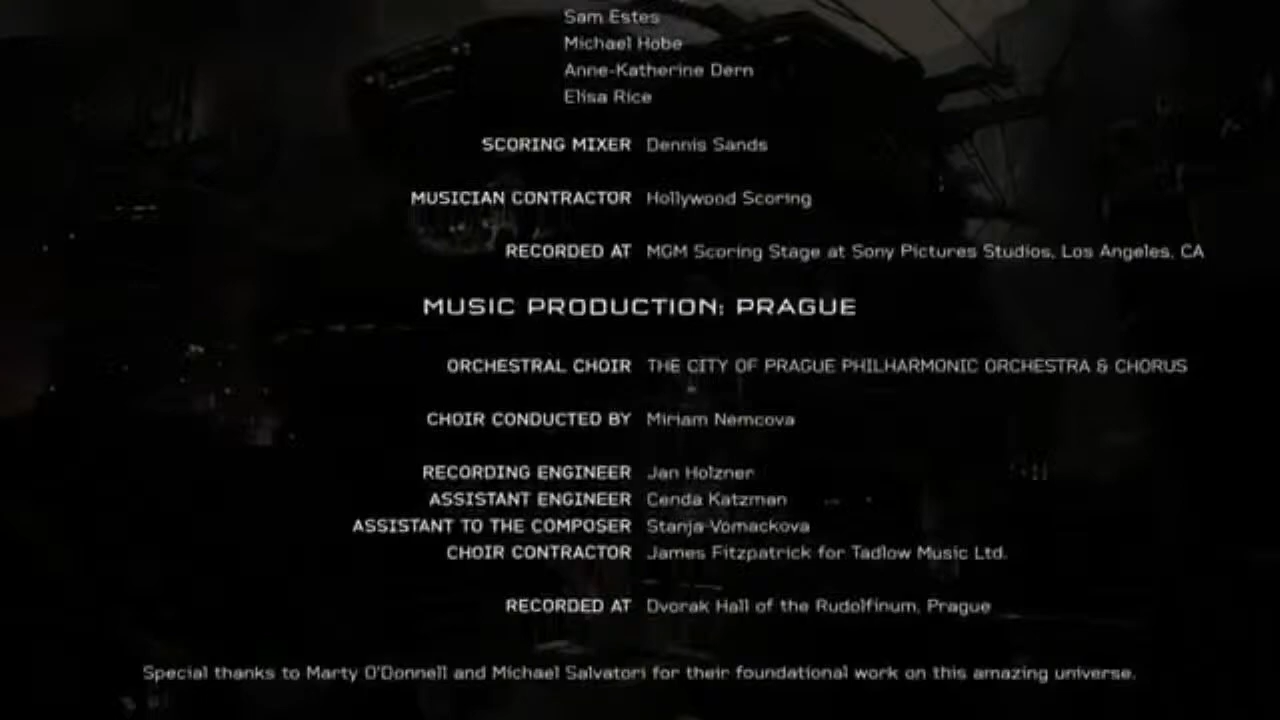 Sam Estes
Michael Hobe
Anne-Katherine Dern
Elisa Rice
SCORING MIXER Dennis Sands
MUSICIAN CONTRACTOR Hollywood Scoring
RECORDED AT MGM Scoring Stage at Sony Pictures Studios, Los Angeles, CA
MUSIC PRODUCTION: PRAGUE
ORCHESTRAL CHOIR THE CITY OF PRAGUE PHILHARMONIC ORCHESTRA & CHORUS
CHOIR CONDUCTED BY Miriam Nemcova
RECORDING ENGINEER Jan Holzner
ASSISTANT ENGINEER Cenda Katzman
ASSISTANT TO THE COMPOSER Stanja Vomackova
CHOIR CONTRACTOR James Fitzpatrick for Tadlow Music Ltd.
RECORDED AT Dvorak Hall of the Rudolfinum, Prague
Special thanks to Marty O'Donnell and Michael Salvatori for their foundational work on this amazing universe.